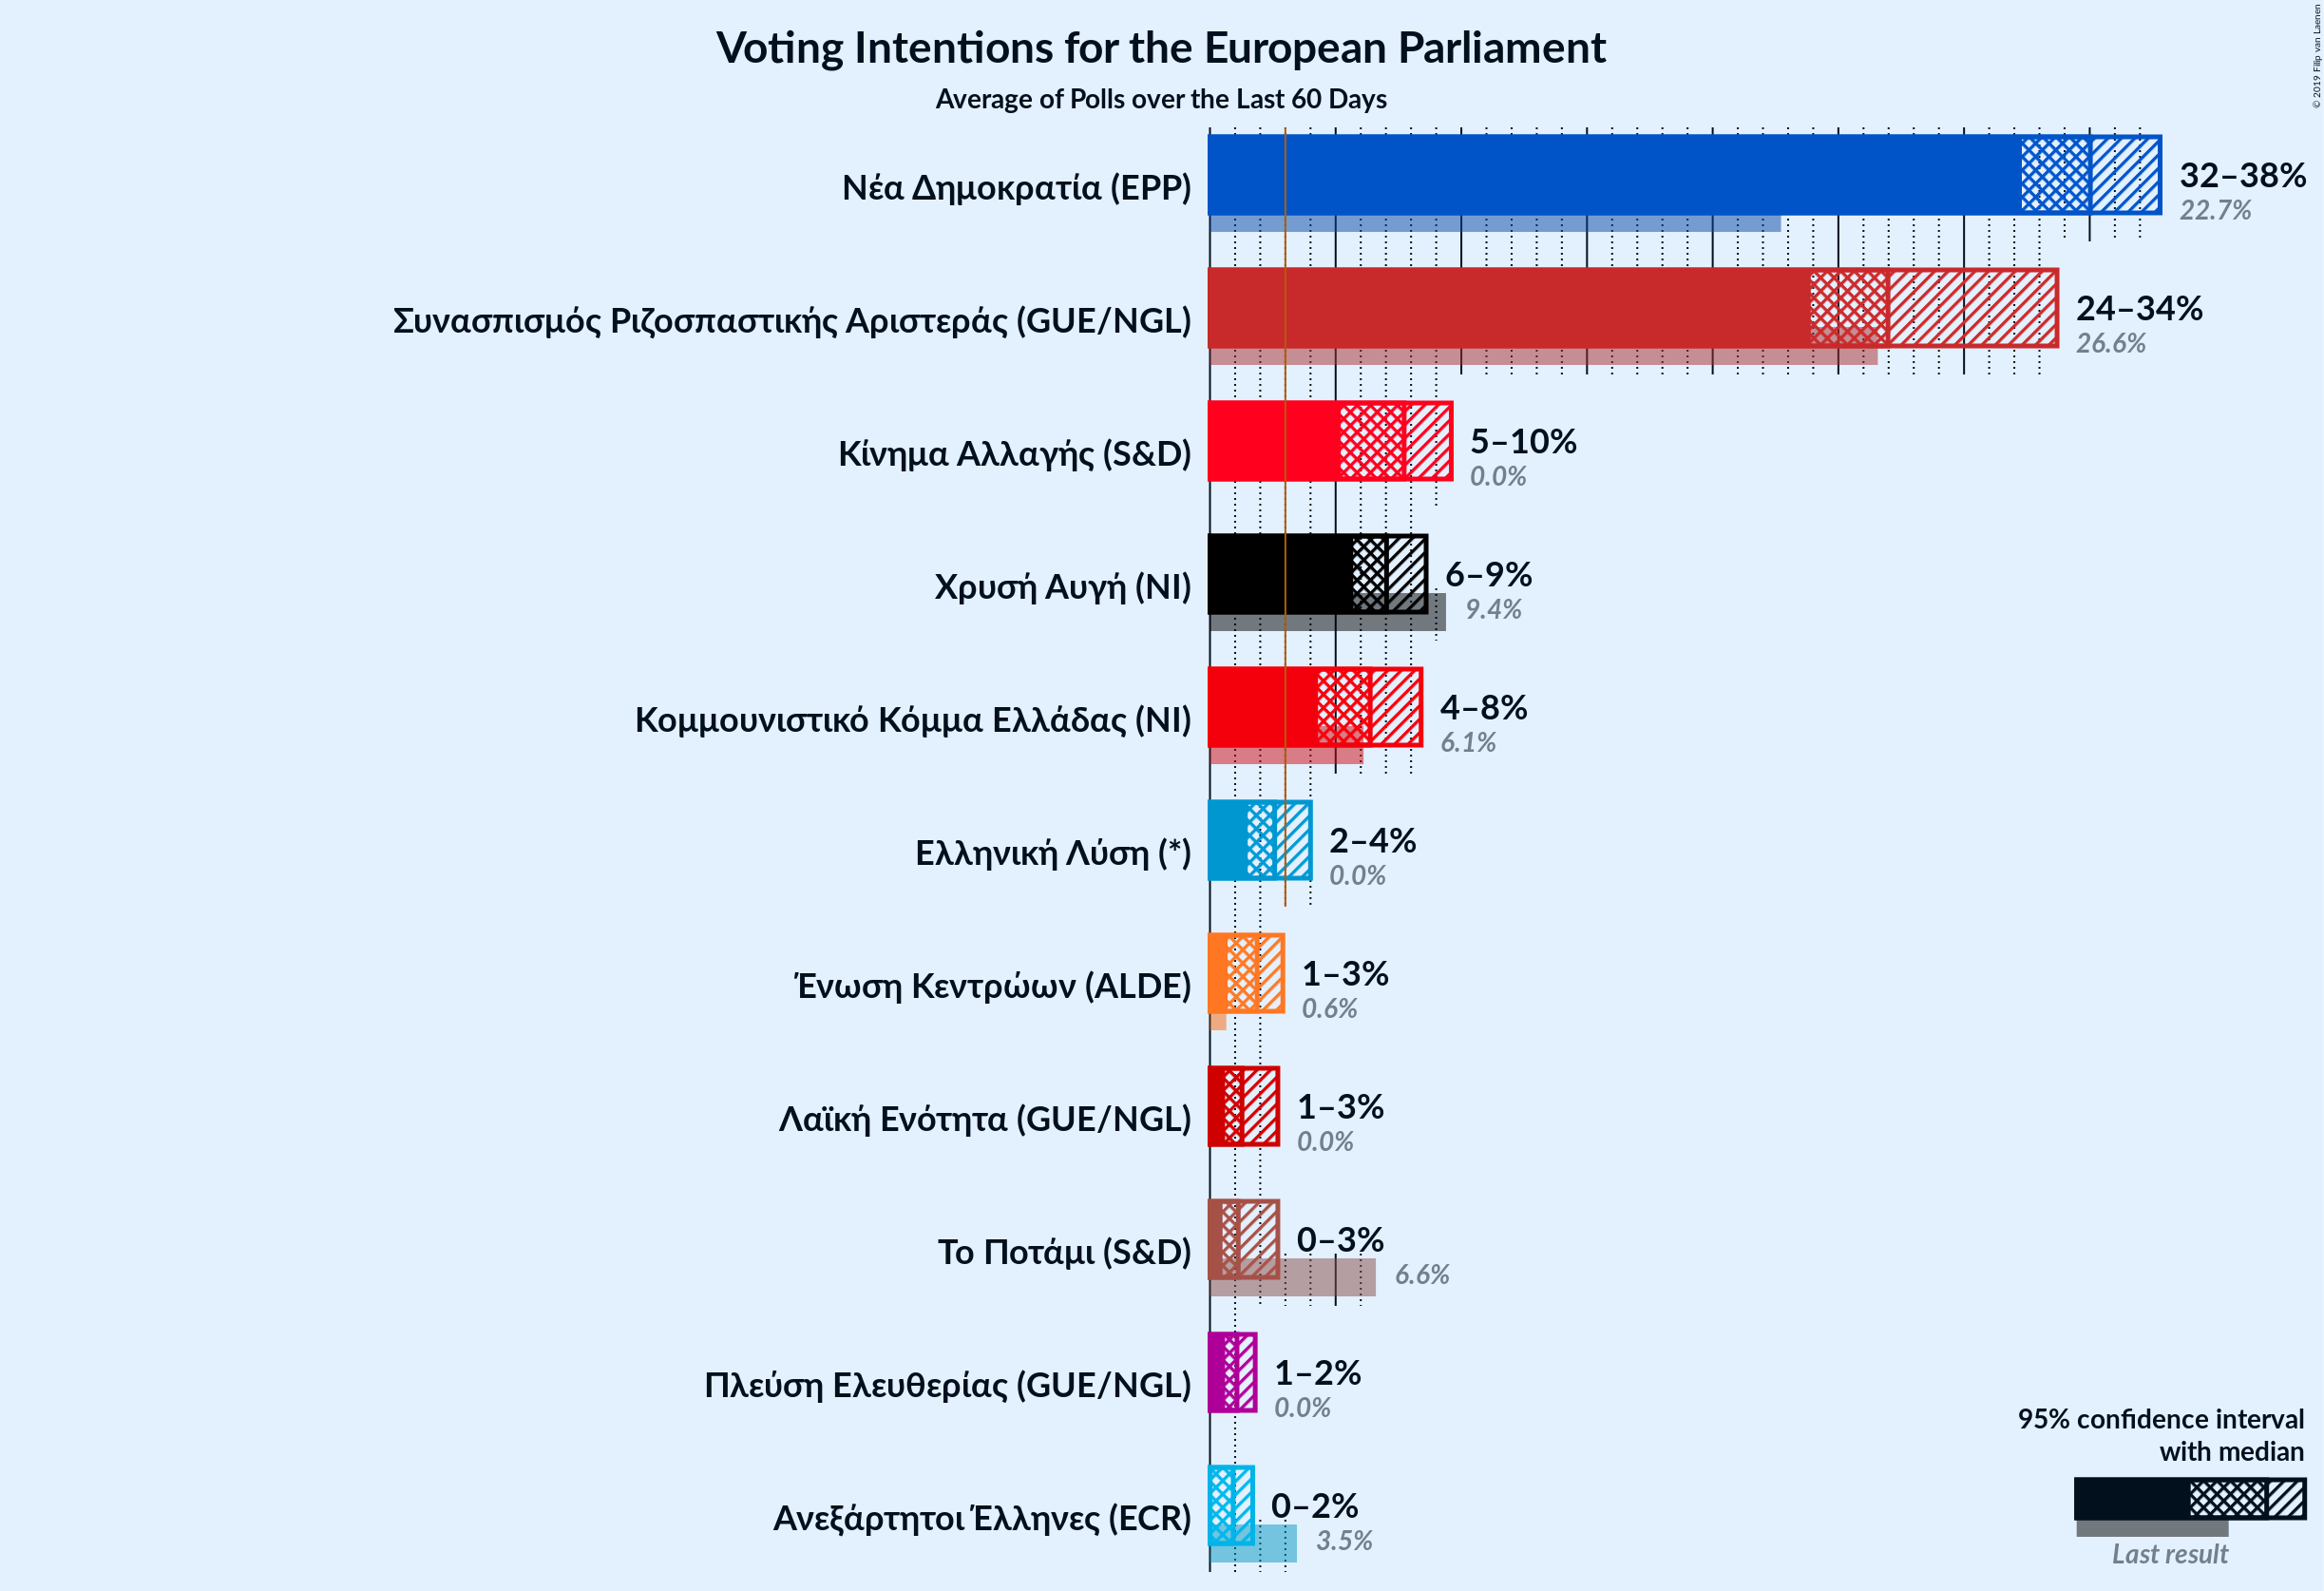 Voting Intentions for the European Parliament
Average of Polls over the Last 60 Days
© 2019 Filip van Laenen
Νέα Δημοκρατία (EPP)
32–38%
22.7%
Συνασπισμός Ριζοσπαστικής Αριστεράς (GUE/NGL)
24–34%
26.6%
Κίνημα Αλλαγής (S&D)
5–10%
0.0%
Χρυσή Αυγή (NI)
6–9%
9.4%
Κομμουνιστικό Κόμμα Ελλάδας (NI)
4–8%
6.1%
Ελληνική Λύση (*)
2–4%
0.0%
Ένωση Κεντρώων (ALDE)
1–3%
0.6%
Λαϊκή Ενότητα (GUE/NGL)
1–3%
0.0%
Το Ποτάμι (S&D)
0–3%
6.6%
Πλεύση Ελευθερίας (GUE/NGL)
1–2%
0.0%
Ανεξάρτητοι Έλληνες (ECR)
0–2%
3.5%
95% confidence interval
with median
Last result